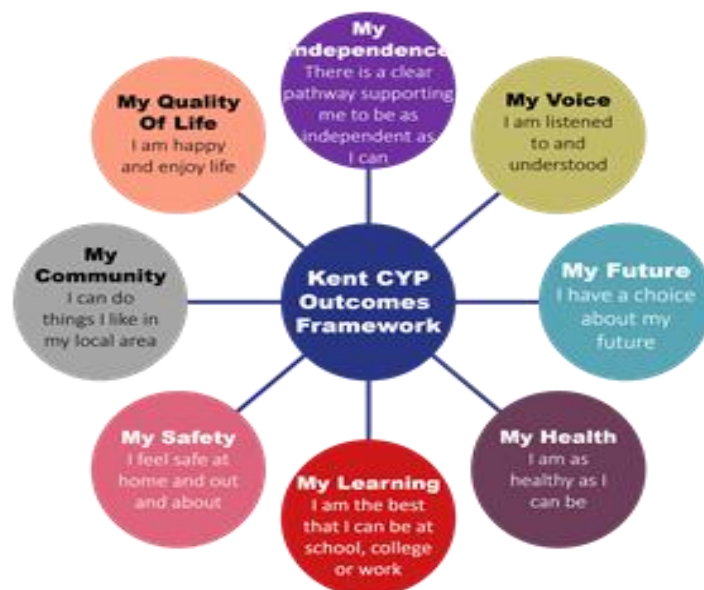 My
Independence
There is a clear
pathway supporting
me to be as
independent as
I can
My Voice
I am listened
to and
understood
My Future
I have a choice
about my
future
My Health
I am as
healthy as I
can be
My Learning
I am the best
that I can be at
school, college
or work
My Safety
I feel safe at
home and out
and about
My
Community
I can do
things I like in
my local area
My Quality
Of Life
I am happy
and enjoy life
Kent CYP
Outcomes
Framework